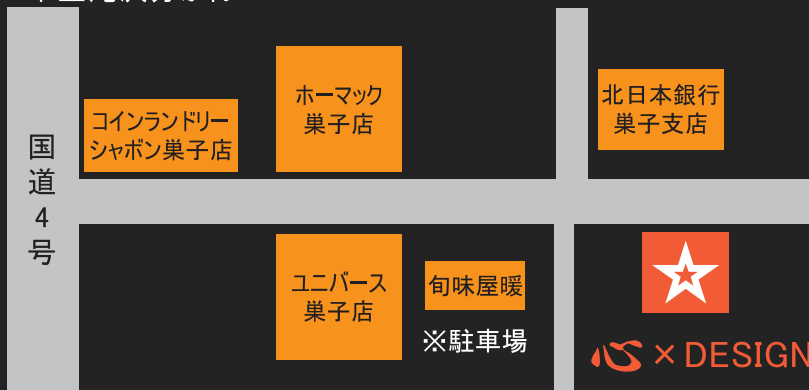 国道4号
コインランドリー
シャボン巣子店
ホーマック
巣子店
北日本銀行
巣子支店
ユニバース
巣子店
旬味屋暖
※駐車場
心×DESIGN